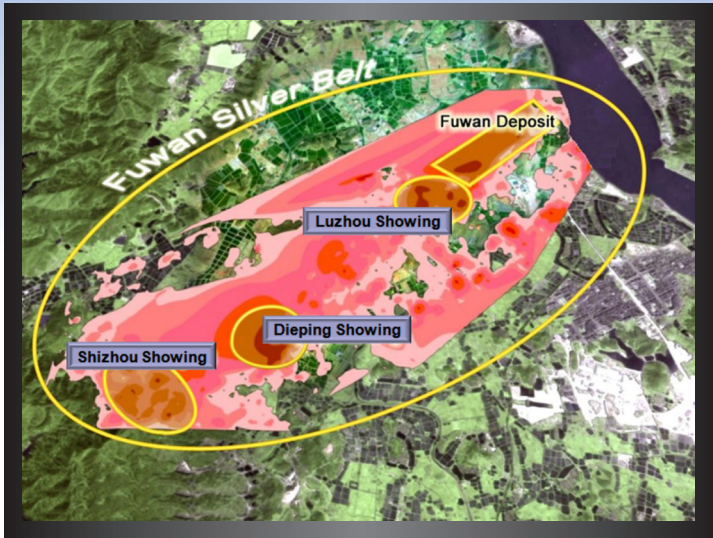 Fuwan Silver Belt
Fuwan Deposit
Luzhou Showing
Dieping Showing
Shizhou Showing